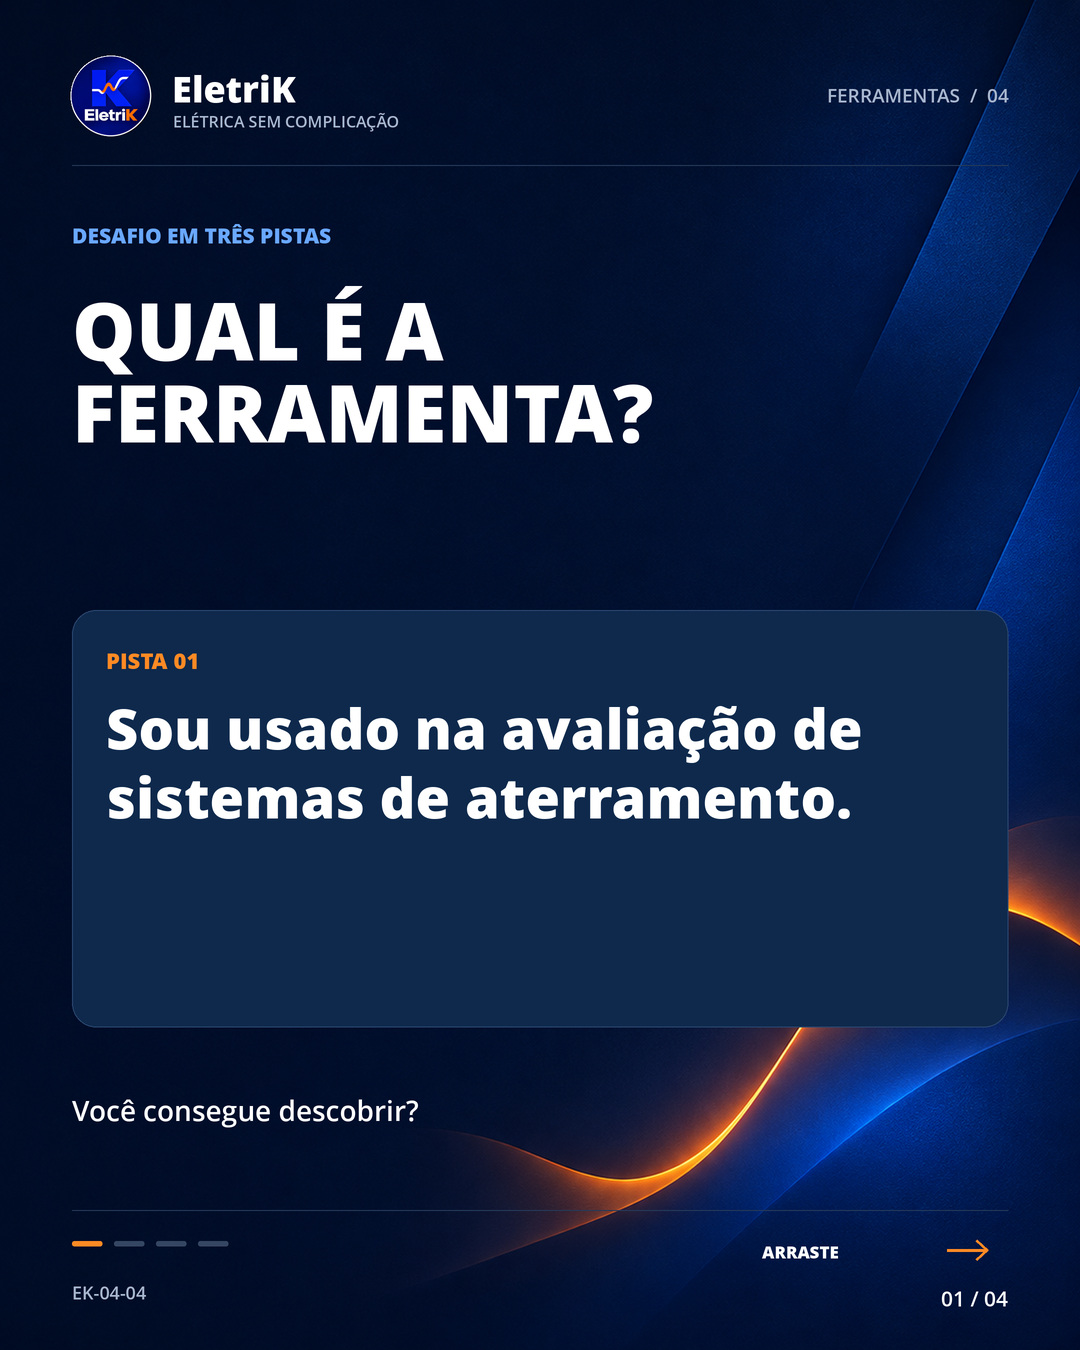 EletriK
EletriK
ELÉTRICA SEM COMPLICAÇÃO
FERRAMENTAS / 04
DESAFIO EM TRÊS PISTAS
QUAL É A
FERRAMENTA?
PISTA 01
Sou usado na avaliação de
sistemas de aterramento.
Você consegue descobrir?
ARRASTE
EK-04-04
01 / 04